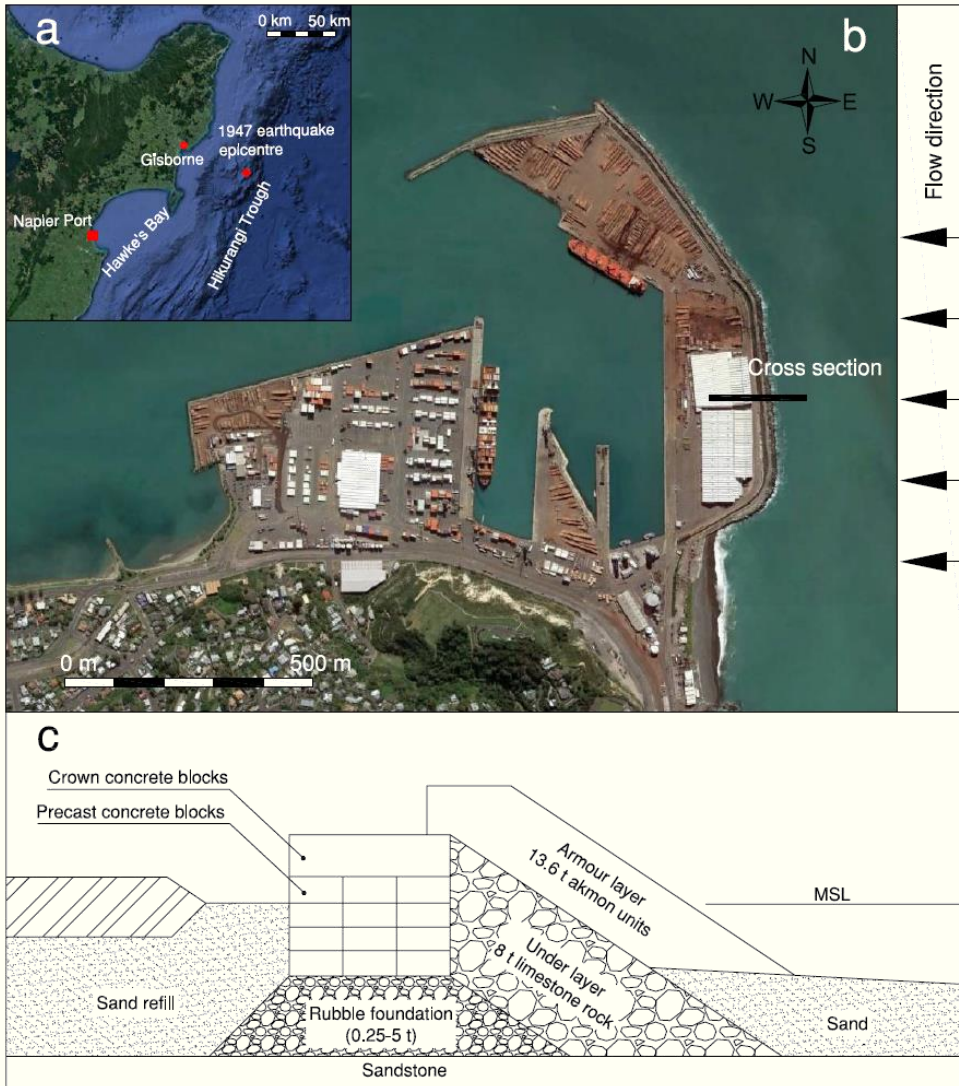 a
0 km 50 km
1947 earthquake
epicentre
Gisborne
Napier Port
Hawke's Bay
Hikurangi Trough
b
N
W E
S
Flow direction
Cross section
0 m 500 m
c
Crown concrete blocks
Precast concrete blocks
Armour layer
13.6 t akmon units
MSL
Under layer
8 t limestone rock
Sand refill
Rubble foundation
(0.25-5 t)
Sand
Sandstone